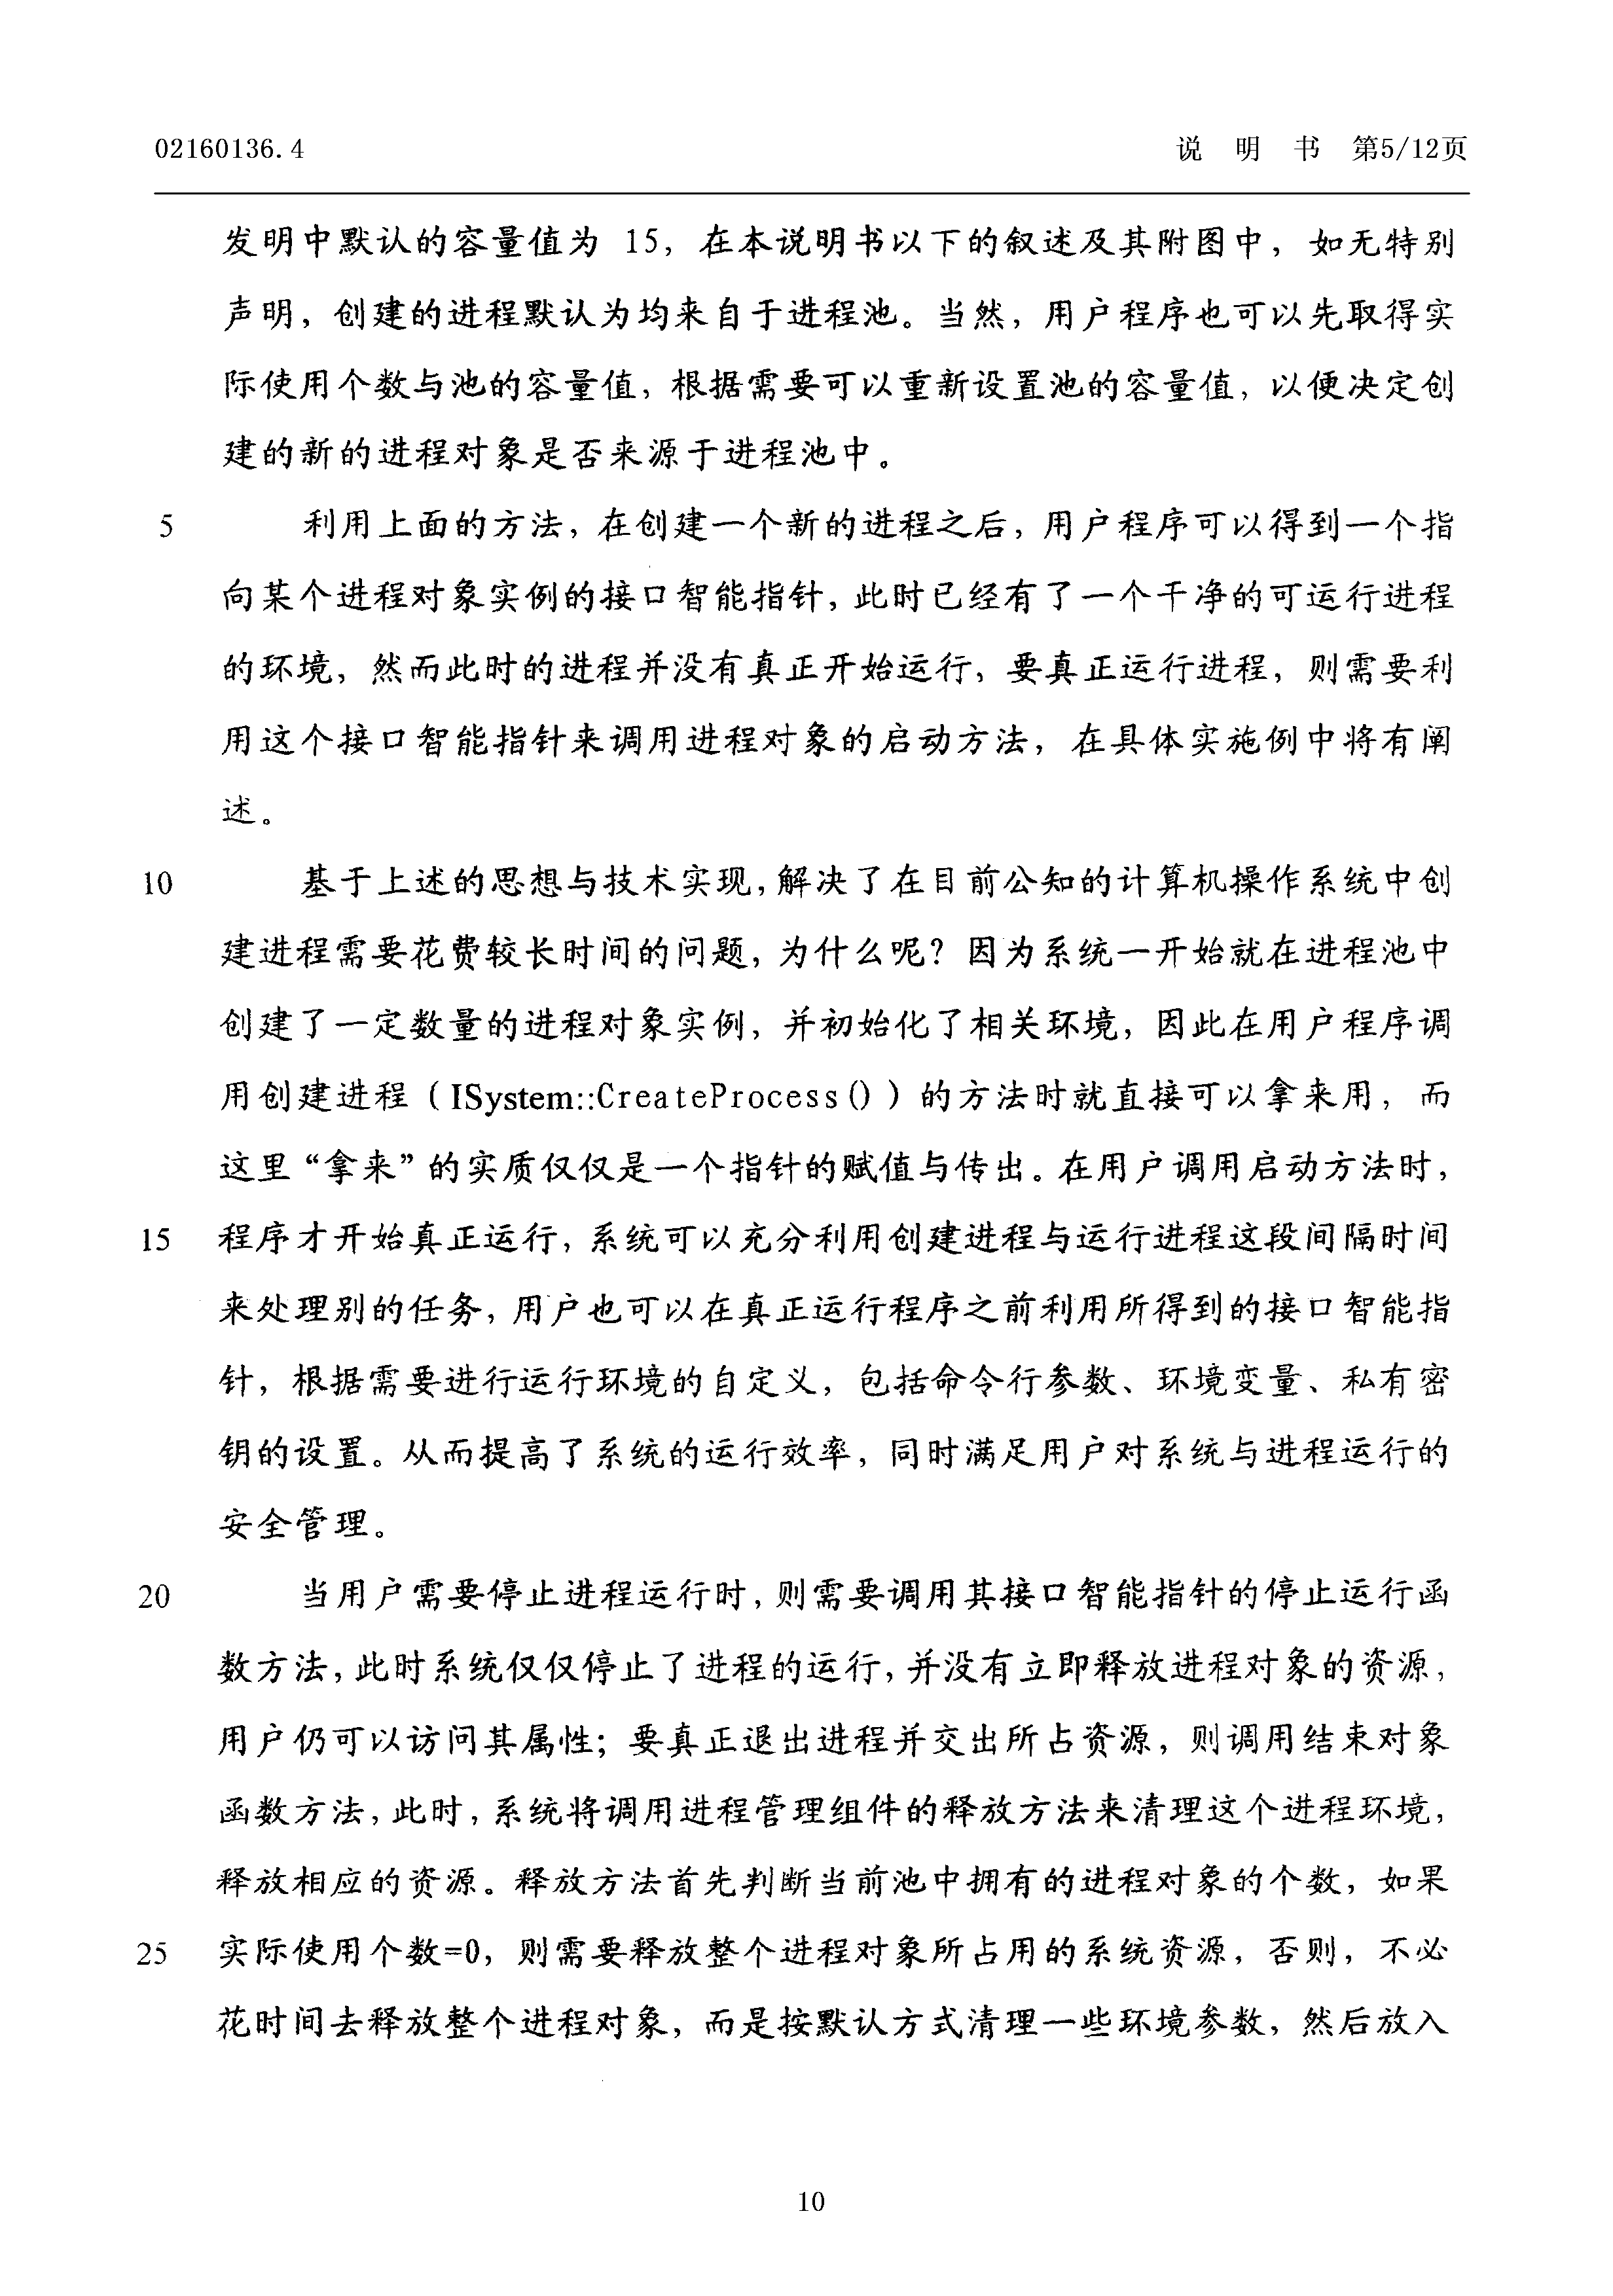 02160136.4
说 明 书 第5/12页
发明中默认的容量值为 15，在本说明书以下的叙述及其附图中，如无特别
声明，创建的进程默认为均来自于进程池。当然，用户程序也可以先取得实
际使用个数与池的容量值，根据需要可以重新设置池的容量值，以便决定创
建的新的进程对象是否来源于进程池中。
5 利用上面的方法，在创建一个新的进程之后，用户程序可以得到一个指
向某个进程对象实例的接口智能指针，此时已经有了一个干净的可运行进程
的环境，然而此时的进程并没有真正开始运行，要真正运行进程，则需要利
用这个接口智能指针来调用进程对象的启动方法，在具体实施例中将有阐
述。
10 基于上述的思想与技术实现，解决了在目前公知的计算机操作系统中创
建进程需要花费较长时间的问题，为什么呢？因为系统一开始就在进程池中
创建了一定数量的进程对象实例，并初始化了相关环境，因此在用户程序调
用创建进程（ISystem::CreateProcess()）的方法时就直接可以拿来用，而
这里“拿来”的实质仅仅是一个指针的赋值与传出。在用户调用启动方法时，
15 程序才开始真正运行，系统可以充分利用创建进程与运行进程这段间隔时间
来处理别的任务，用户也可以在真正运行程序之前利用所得到的接口智能指
针，根据需要进行运行环境的自定义，包括命令行参数、环境变量、私有密
钥的设置。从而提高了系统的运行效率，同时满足用户对系统与进程运行的
安全管理。
20 当用户需要停止进程运行时，则需要调用其接口智能指针的停止运行函
数方法，此时系统仅仅停止了进程的运行，并没有立即释放进程对象的资源，
用户仍可以访问其属性；要真正退出进程并交出所占资源，则调用结束对象
函数方法，此时，系统将调用进程管理组件的释放方法来清理这个进程环境，
释放相应的资源。释放方法首先判断当前池中拥有的进程对象的个数，如果
25 实际使用个数=0，则需要释放整个进程对象所占用的系统资源，否则，不必
花时间去释放整个进程对象，而是按默认方式清理一些环境参数，然后放入
10